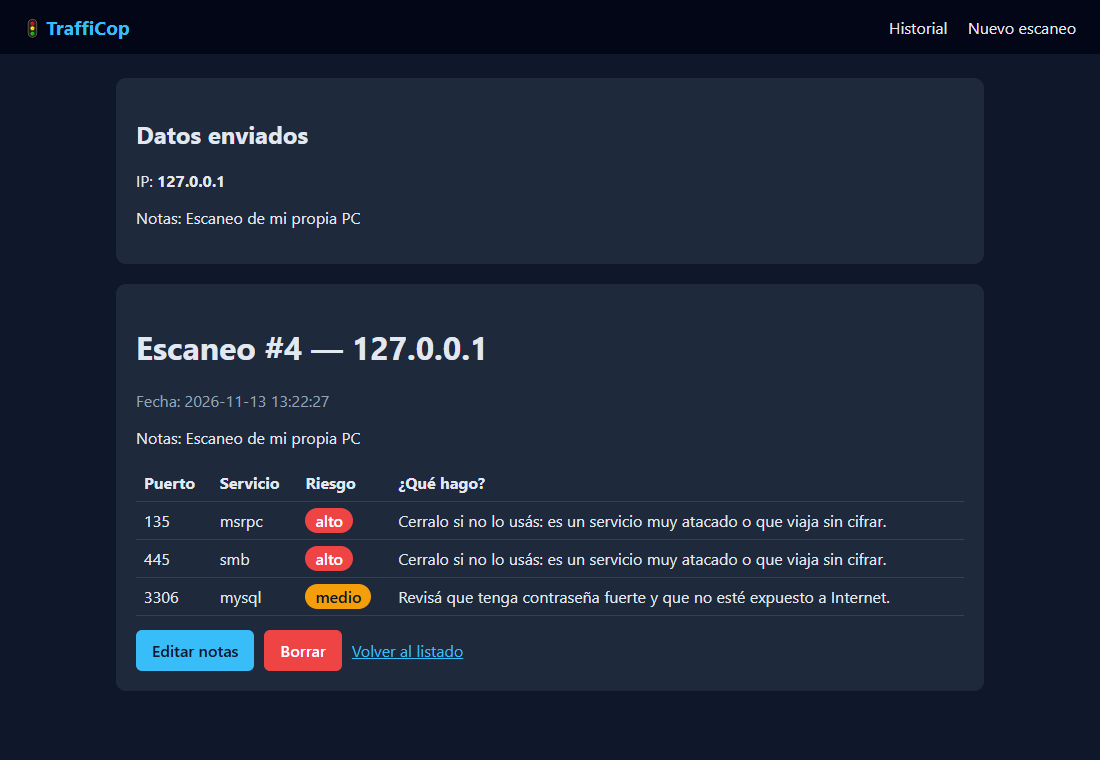 TraffiCop
Historial Nuevo escaneo
Datos enviados
IP: 127.0.0.1
Notas: Escaneo de mi propia PC
Escaneo #4 — 127.0.0.1
Fecha: 2026-11-13 13:22:27
Notas: Escaneo de mi propia PC
Puerto Servicio Riesgo ¿Qué hago?
135 msrpc alto Cerralo si no lo usás: es un servicio muy atacado o que viaja sin cifrar.
445 smb alto Cerralo si no lo usás: es un servicio muy atacado o que viaja sin cifrar.
3306 mysql medio Revisá que tenga contraseña fuerte y que no esté expuesto a Internet.
Editar notas Borrar Volver al listado